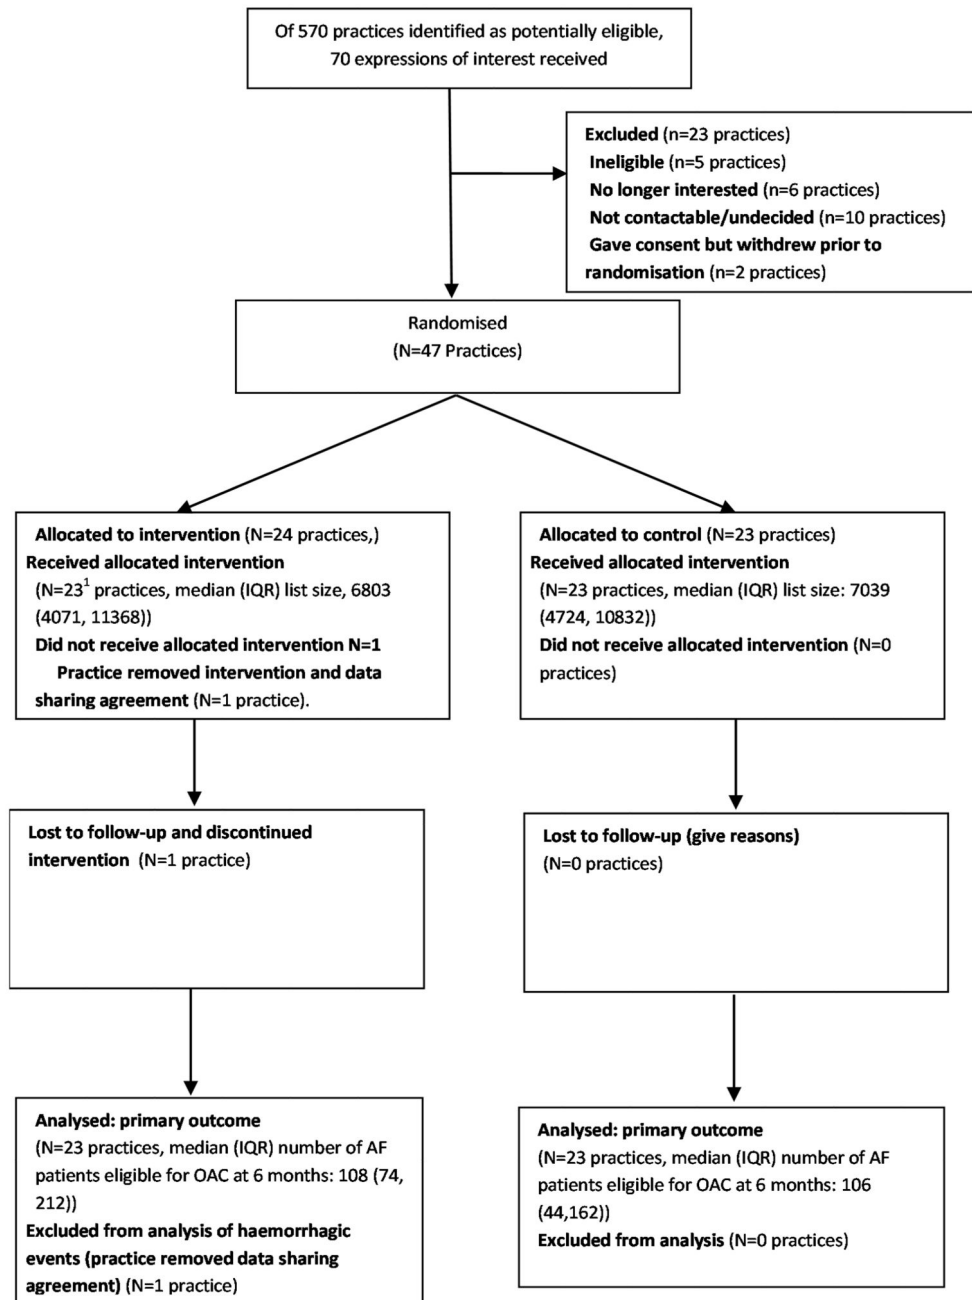 Of 570 practices identified as potentially eligible,
70 expressions of interest received
Excluded (n=23 practices)
Ineligible (n=5 practices)
No longer interested (n=6 practices)
Not contactable/undecided (n=10 practices)
Gave consent but withdrew prior to
randomisation (n=2 practices)
Randomised
(N=47 Practices)
Allocated to intervention (N=24 practices,)
Received allocated intervention
(N=23¹ practices, median (IQR) list size, 6803
(4071, 11368))
Did not receive allocated intervention N=1
Practice removed intervention and data
sharing agreement (N=1 practice).
Allocated to control (N=23 practices)
Received allocated intervention
(N=23 practices, median (IQR) list size: 7039
(4724, 10832))
Did not receive allocated intervention (N=0
practices)
Lost to follow-up and discontinued
intervention (N=1 practice)
Lost to follow-up (give reasons)
(N=0 practices)
Analysed: primary outcome
(N=23 practices, median (IQR) number of AF
patients eligible for OAC at 6 months: 108 (74,
212))
Excluded from analysis of haemorrhagic
events (practice removed data sharing
agreement) (N=1 practice)
Analysed: primary outcome
(N=23 practices, median (IQR) number of AF
patients eligible for OAC at 6 months: 106
(44,162))
Excluded from analysis (N=0 practices)